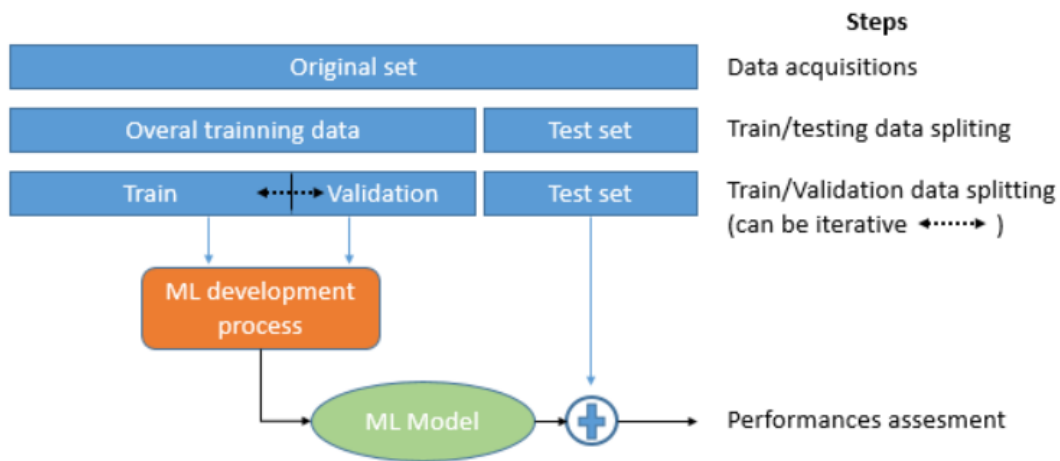 Steps
Original set
Data acquisitions
Overal trainning data
Test set
Train/testing data spliting
Train
Validation
Test set
Train/Validation data splitting
(can be iterative )
ML development
process
ML Model
Performances assesment